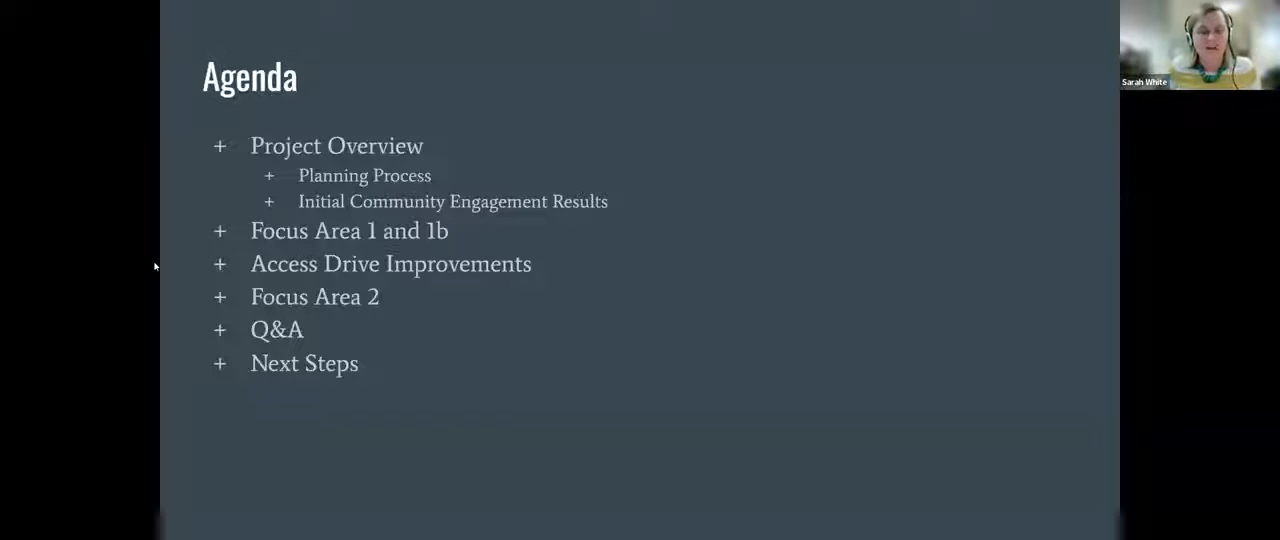 Agenda
+ Project Overview
+ Planning Process
+ Initial Community Engagement Results
+ Focus Area 1 and 1b
+ Access Drive Improvements
+ Focus Area 2
+ Q&A
+ Next Steps
Sarah White